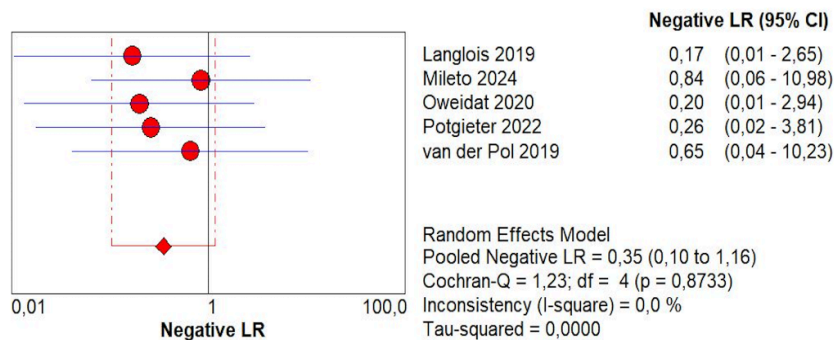 Negative LR (95% CI)
Langlois 2019 0,17 (0,01 - 2,65)
Mileto 2024 0,84 (0,06 - 10,98)
Oweidat 2020 0,20 (0,01 - 2,94)
Potgieter 2022 0,26 (0,02 - 3,81)
van der Pol 2019 0,65 (0,04 - 10,23)
Random Effects Model
Pooled Negative LR = 0,35 (0,10 to 1,16)
Cochran-Q = 1,23; df = 4 (p = 0,8733)
Inconsistency (I-square) = 0,0 %
Tau-squared = 0,0000
0,01 1 100,0
Negative LR